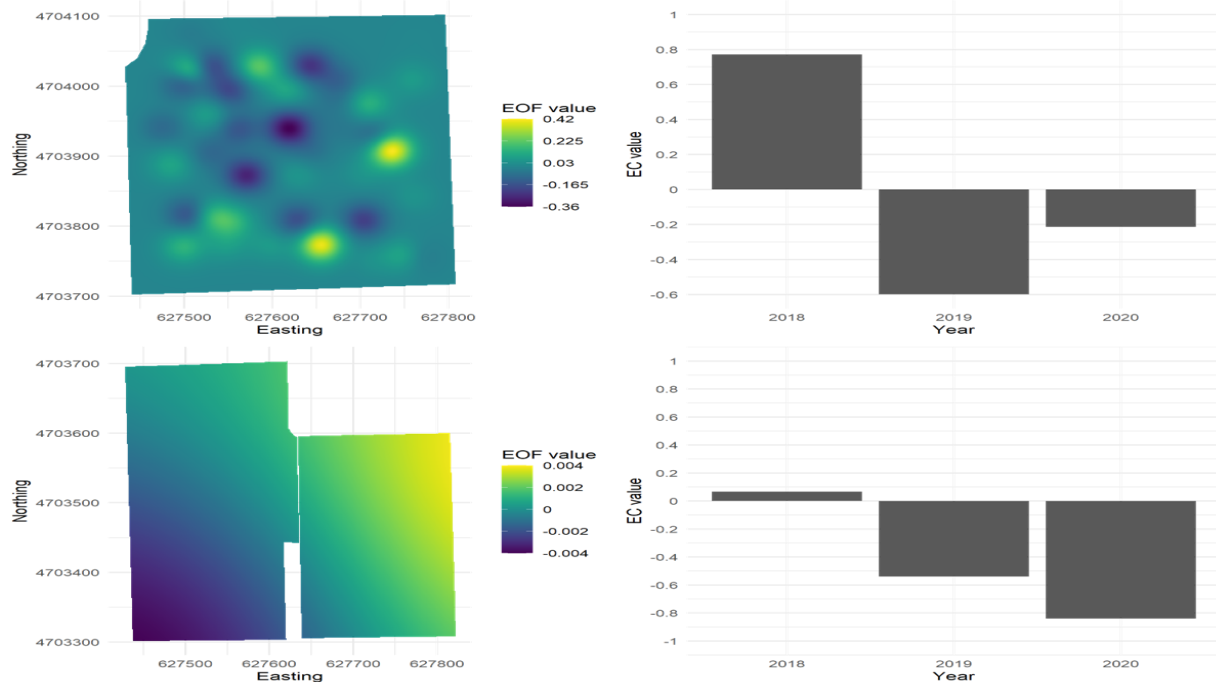 4704100
4704000
4703900
4703800
4703700
Northing
627500 627600 627700 627800
Easting
EOF value
0.42
0.225
0.03
-0.165
-0.36
1
0.8
0.6
0.4
0.2
0
-0.2
-0.4
-0.6
EC value
2018 2019 2020
Year
4703700
4703600
4703500
4703400
4703300
Northing
627500 627600 627700 627800
Easting
EOF value
0.004
0.002
0
-0.002
-0.004
1
0.8
0.6
0.4
0.2
0
-0.2
-0.4
-0.6
-0.8
-1
EC value
2018 2019 2020
Year